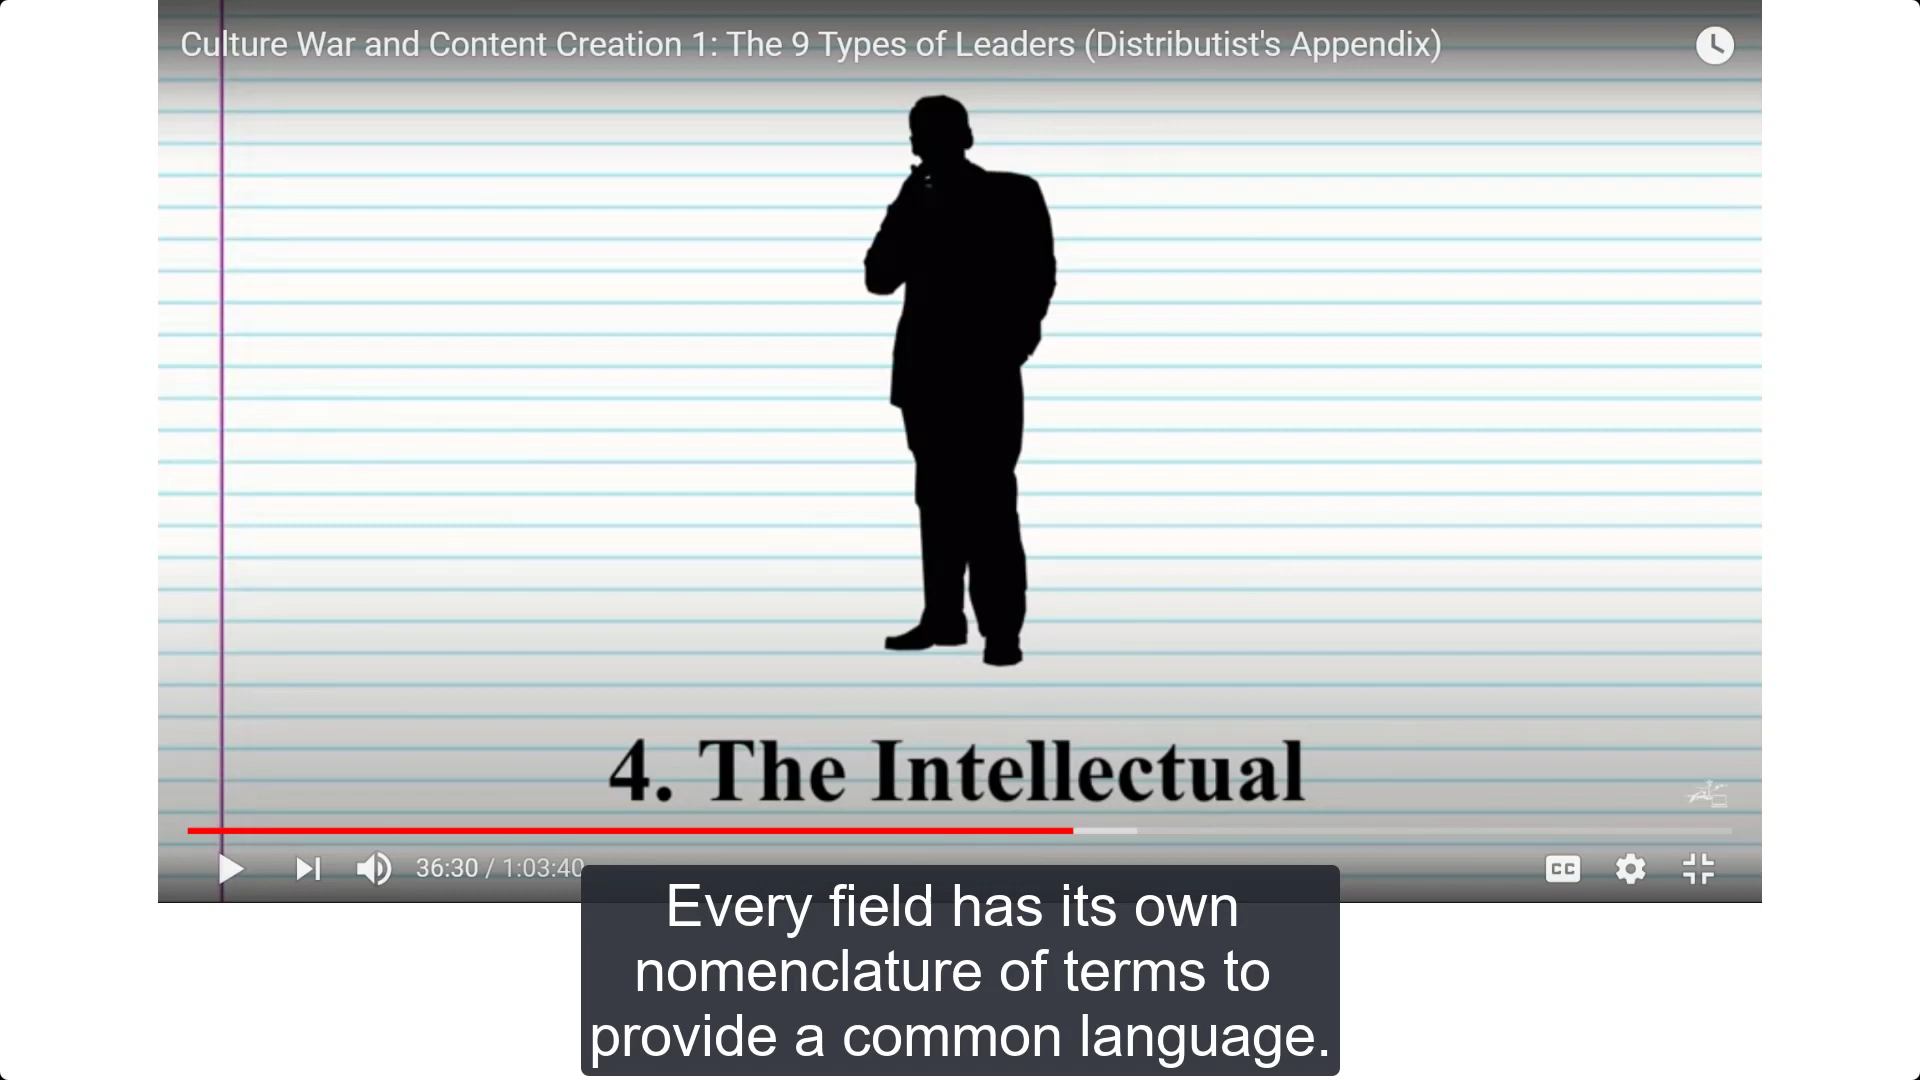 Culture War and Content Creation 1: The 9 Types of Leaders (Distributist's Appendix)
4. The Intellectual
36:30 / 1:03:40
CC
Every field has its own
nomenclature of terms to
provide a common language.